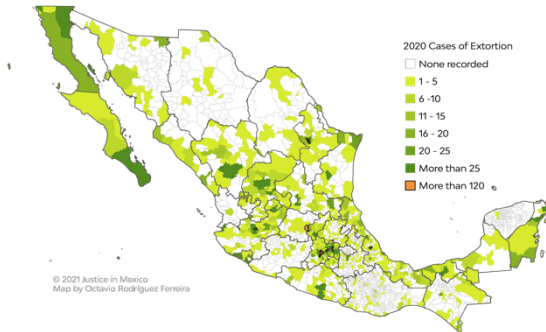 2020 Cases of Extortion
None recorded
1 - 5
6 -10
11 - 15
16 - 20
20 - 25
More than 25
More than 120
© 2021 Justice in Mexico
Map by Octavio Rodríguez Ferreira